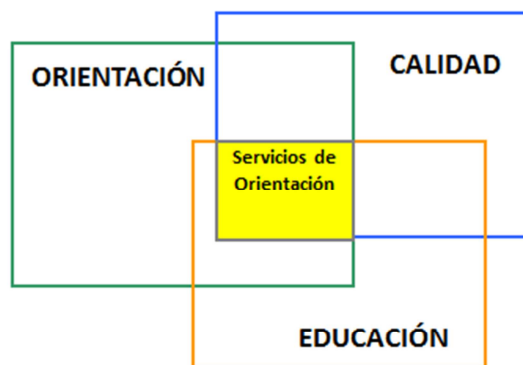 ORIENTACIÓN
CALIDAD
Servicios de
Orientación
EDUCACIÓN